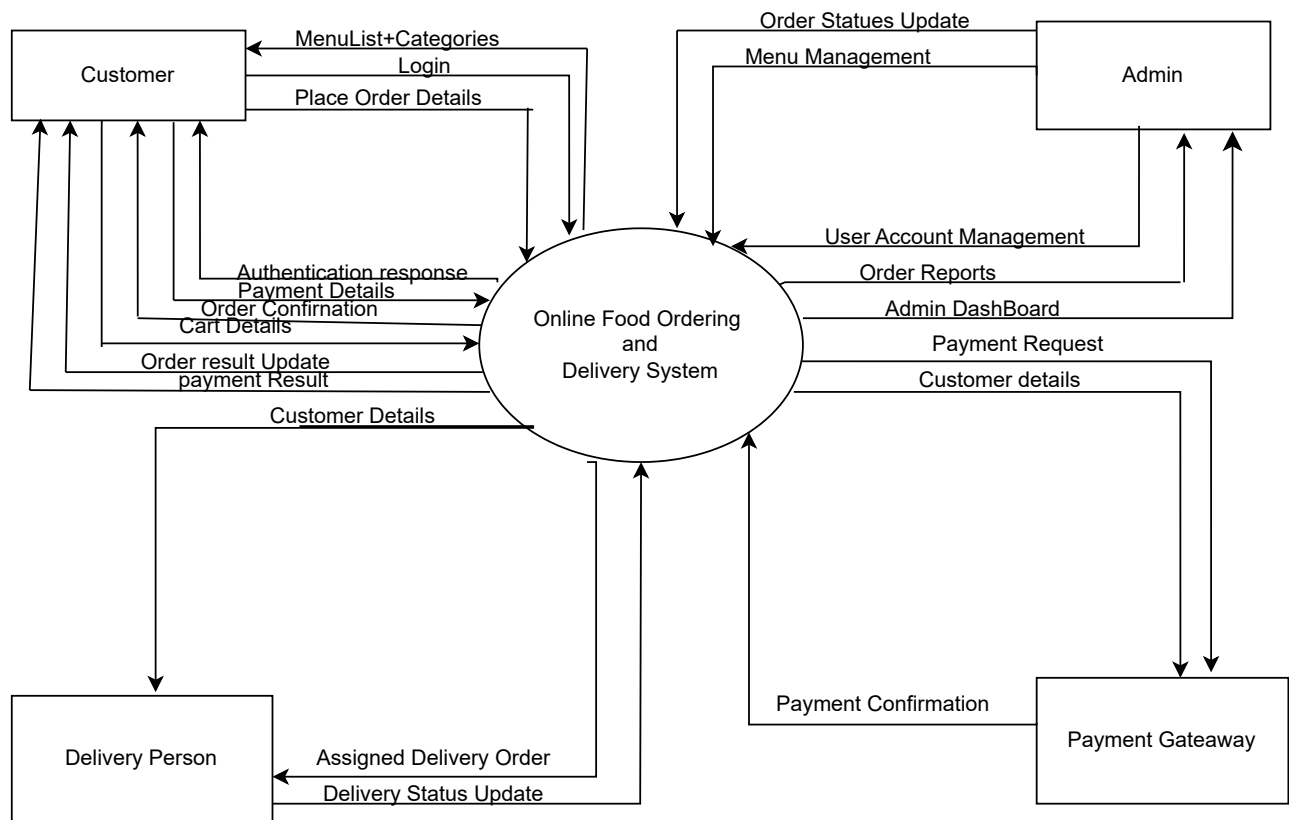 Order Statues Update
MenuList+Categories
Menu Management
Login
Customer
Admin
Place Order Details
User Account Management
Authentication response
Order Reports
Payment Details
Order Confirnation
Admin DashBoard
Cart Details
Online Food Ordering
and
Delivery System
Payment Request
Order result Update
payment Result
Customer details
Customer Details
Payment Confirmation
Payment Gateaway
Delivery Person
Assigned Delivery Order
Delivery Status Update